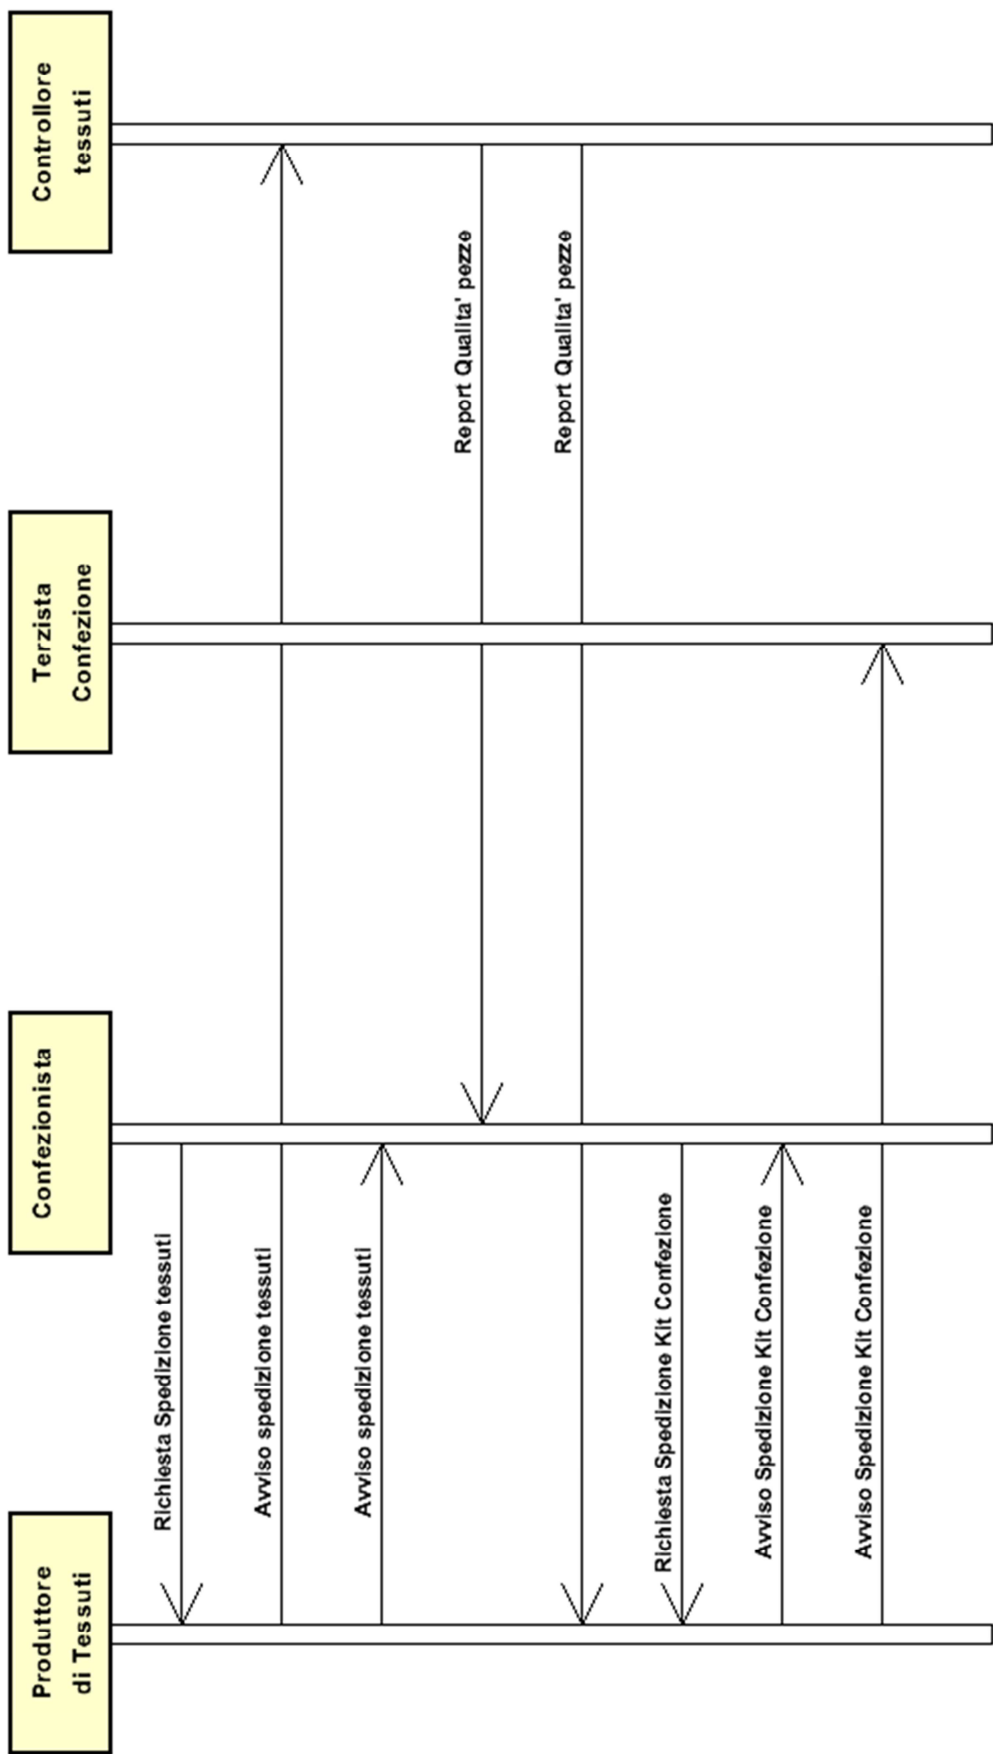 Produttore
di Tessuti
Confezionista
Terzista
Confezione
Controllore
tessuti
Richiesta Spedizione tessuti
Avviso spedizione tessuti
Avviso spedizione tessuti
Report Qualita' pezze
Report Qualita' pezze
Richiesta Spedizione Kit Confezione
Avviso Spedizione Kit Confezione
Avviso Spedizione Kit Confezione